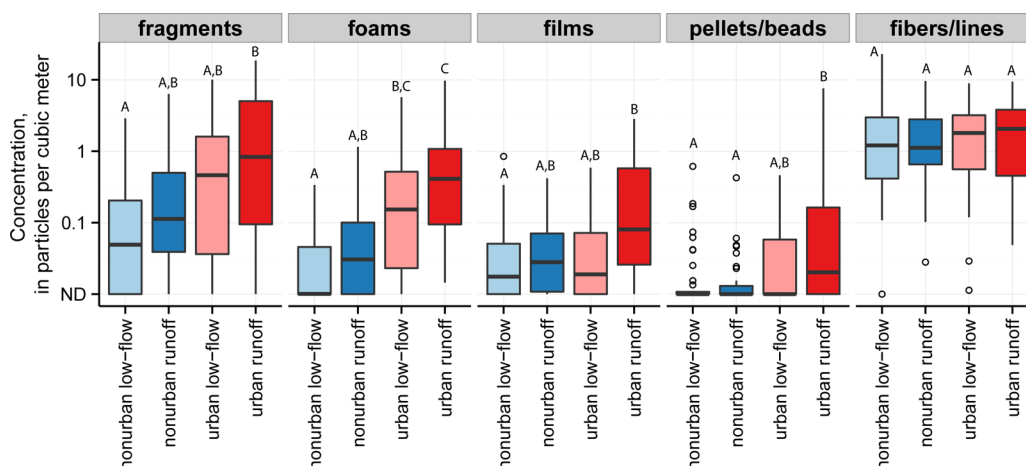 fragments
foams
films
pellets/beads
fibers/lines
Concentration,
in particles per cubic meter
10
1
0.1
ND
A
A,B
A,B
B
A
A,B
B,C
C
A
A,B
A,B
B
A
A
A,B
B
A
A
A
A
nonurban low−flow
nonurban runoff
urban low−flow
urban runoff
nonurban low−flow
nonurban runoff
urban low−flow
urban runoff
nonurban low−flow
nonurban runoff
urban low−flow
urban runoff
nonurban low−flow
nonurban runoff
urban low−flow
urban runoff
nonurban low−flow
nonurban runoff
urban low−flow
urban runoff